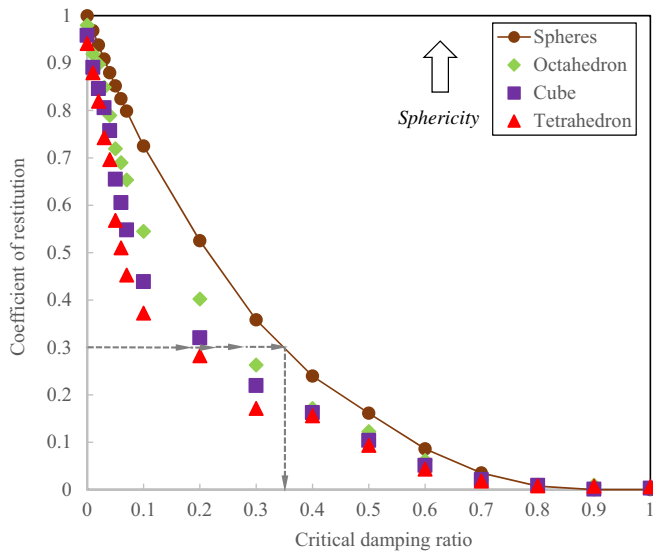 1
0.9
0.8
0.7
0.6
0.5
0.4
0.3
0.2
0.1
0
Coefficient of restitution
Sphericity
Spheres
Octahedron
Cube
Tetrahedron
0 0.1 0.2 0.3 0.4 0.5 0.6 0.7 0.8 0.9 1
Critical damping ratio